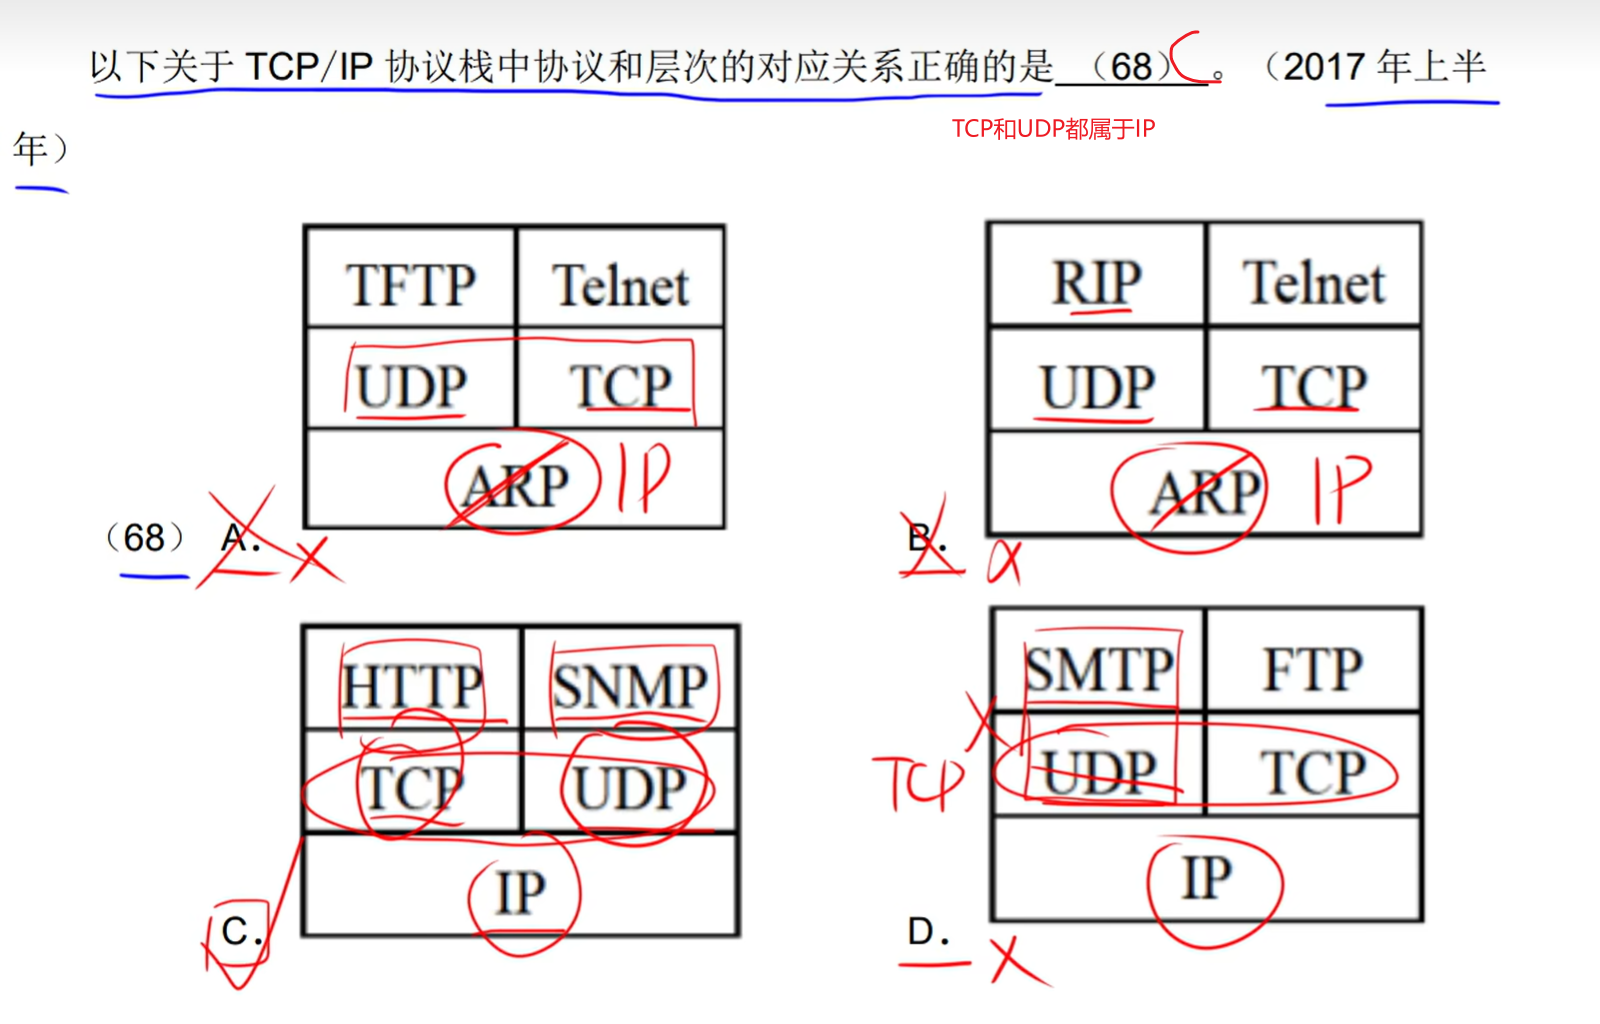 以下关于 TCP/IP 协议栈中协议和层次的对应关系正确的是 （68） C 。（2017 年上半
年）
TCP和UDP都属于IP
TFTP Telnet
UDP TCP
ARP IP
（68） A.
RIP Telnet
UDP TCP
ARP IP
B.
HTTP SNMP
TCP UDP
IP
C.
SMTP FTP
TCP UDP TCP
IP
D.